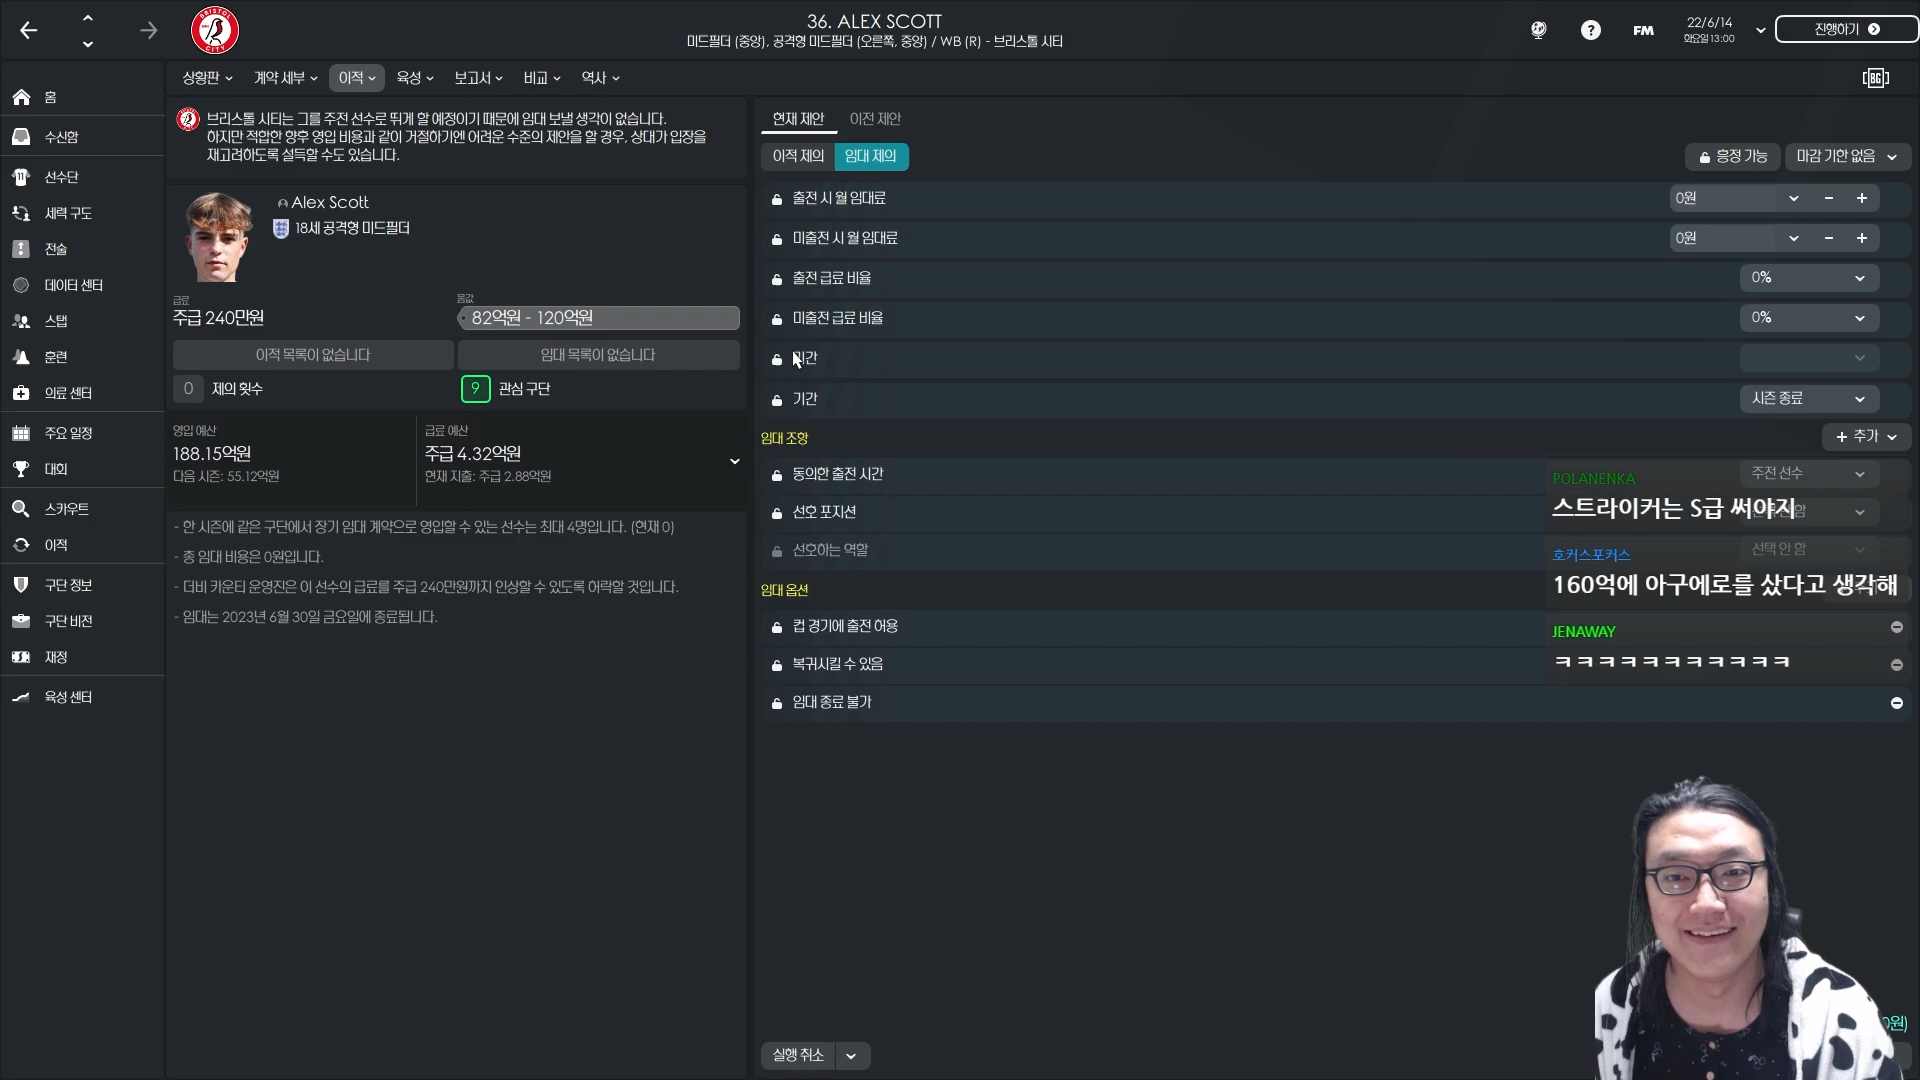 BRISTOL
CITY
36. ALEX SCOTT
미드필더 (중앙), 공격형 미드필더 (오른쪽, 중앙) / WB (R) - 브리스톨 시티
?
FM
22/6/14
화요일 13:00
진행하기
홈
수신함
선수단
세력 구도
전술
데이터 센터
스탭
훈련
의료 센터
주요 일정
대회
스카우트
이적
구단 정보
구단 비전
재정
육성 센터
상황판
계약 세부
이적
육성
보고서
비교
역사
BG
브리스톨 시티는 그를 주전 선수로 뛰게 할 예정이기 때문에 임대 보낼 생각이 없습니다.
하지만 적합한 향후 영입 비용과 같이 거절하기엔 어려운 수준의 제안을 할 경우, 상대가 입장을
재고려하도록 설득할 수도 있습니다.
Alex Scott
18세 공격형 미드필더
급료
주급 240만원
몸값
82억원 - 120억원
이적 목록이 없습니다
임대 목록이 없습니다
0 제의 횟수
9 관심 구단
영입 예산
188.15억원
다음 시즌: 55.12억원
급료 예산
주급 4.32억원
현재 지출: 주급 2.88억원
- 한 시즌에 같은 구단에서 장기 임대 계약으로 영입할 수 있는 선수는 최대 4명입니다. (현재 0)
- 총 임대 비용은 0원입니다.
- 더비 카운티 운영진은 이 선수의 급료를 주급 240만원까지 인상할 수 있도록 허락할 것입니다.
- 임대는 2023년 6월 30일 금요일에 종료됩니다.
현재 제안
이전 제안
이적 제의
임대 제의
흥정 가능
마감 기한 없음
출전 시 월 임대료
0원
미출전 시 월 임대료
0원
출전 급료 비율
0%
미출전 급료 비율
0%
기간
기간
시즌 종료
임대 조항
+ 추가
동의한 출전 시간
주전 선수
선호 포지션
선호하는 역할
선택 안 함
임대 옵션
컵 경기에 출전 허용
복귀시킬 수 있음
임대 종료 불가
POLANENKA
스트라이커는 S급 써야지
호커스포커스
160억에 아구에로를 샀다고 생각해
JENAWAY
ㅋㅋㅋㅋㅋㅋㅋㅋㅋㅋㅋ
실행 취소
0원)